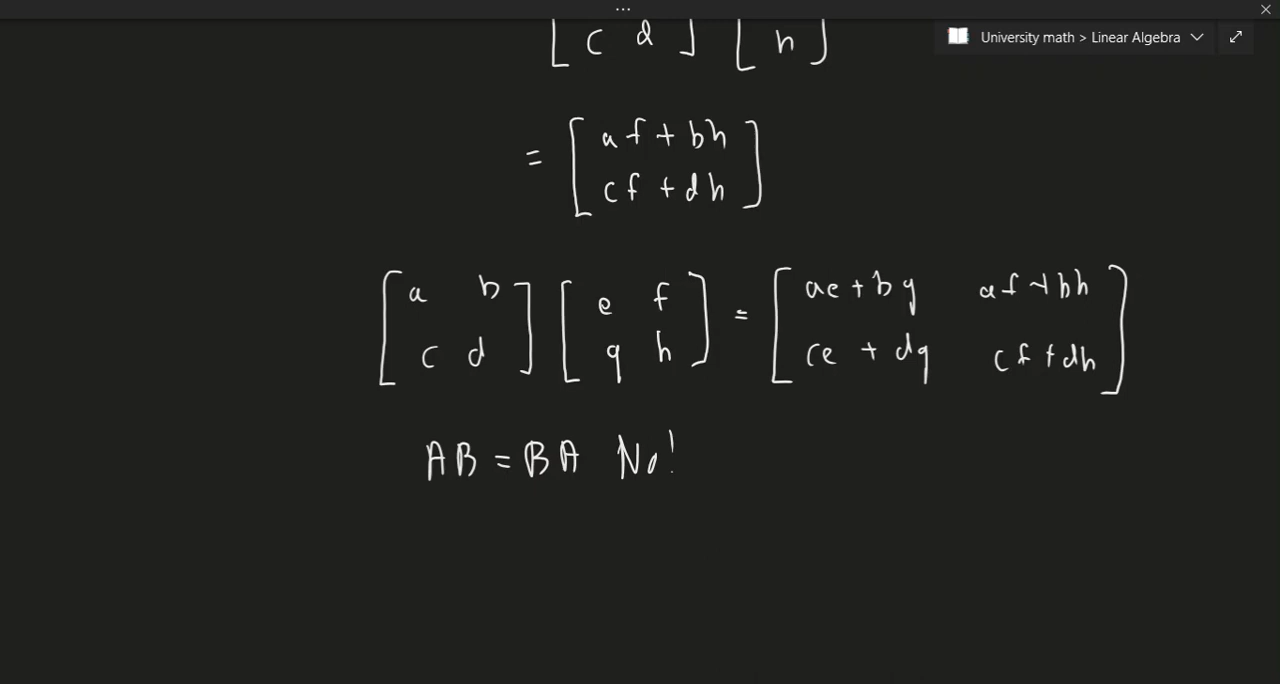 ...
University math > Linear Algebra
[ c d ] [ h ]
= [ af + bh
cf + dh ]
[ a b
c d ] [ e f
g h ] = [ ae + bg af + bh
ce + dg cf + dh ]
AB = BA No!